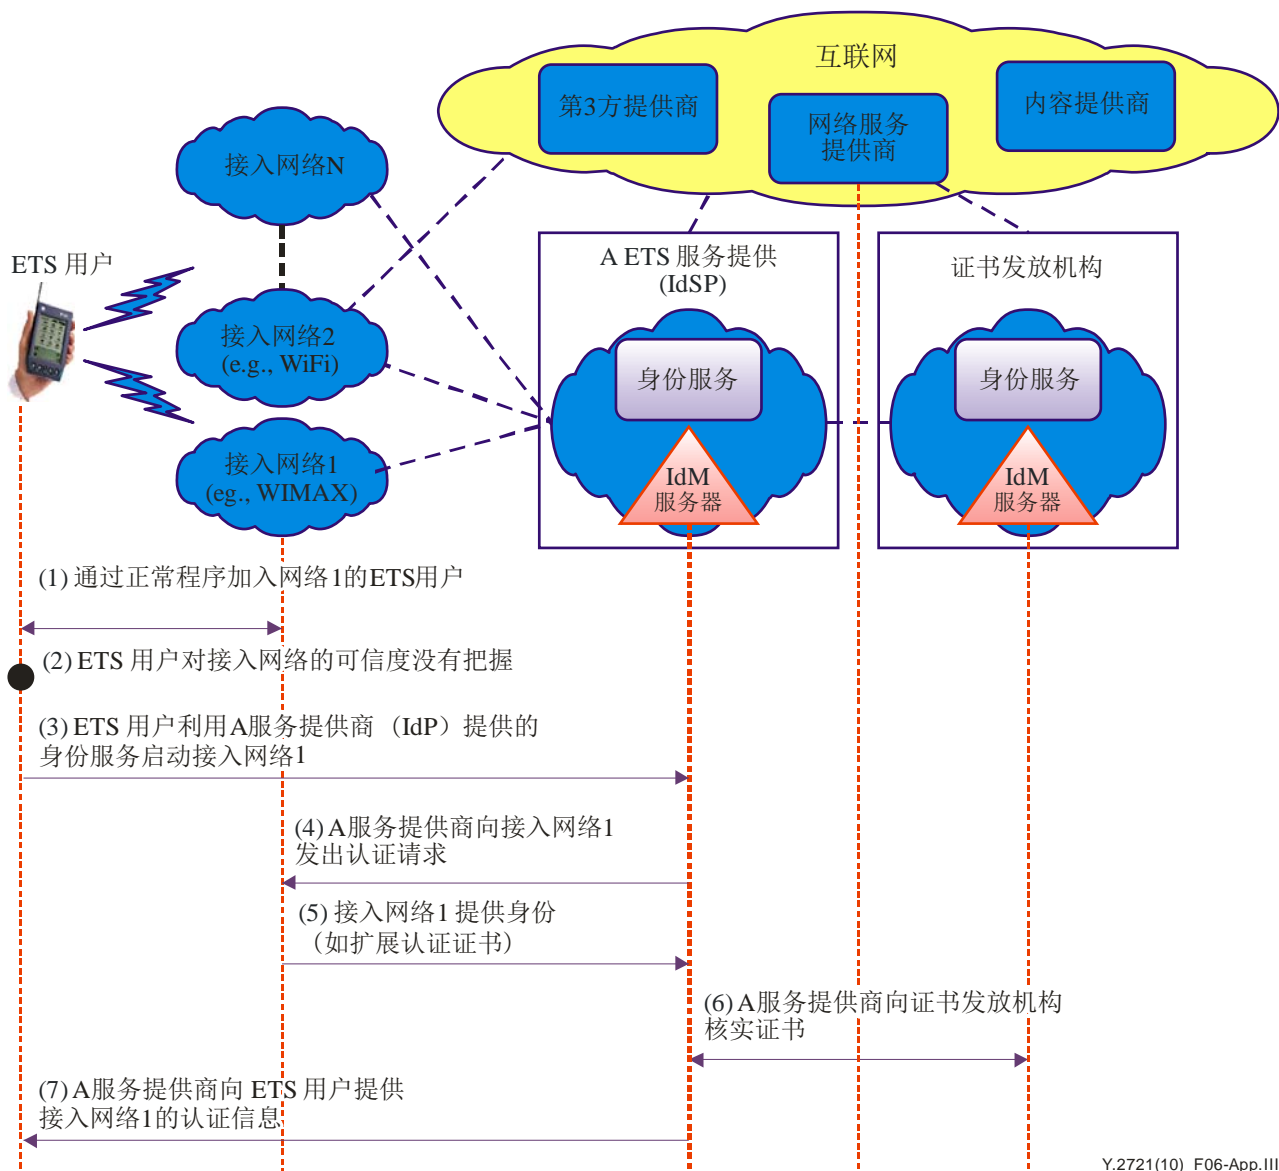 互联网
第3方提供商
网络服务
提供商
内容提供商
接入网络N
ETS 用户
接入网络2
(e.g., WiFi)
接入网络1
(eg., WIMAX)
A ETS 服务提供
(IdSP)
身份服务
IdM
服务器
证书发放机构
身份服务
IdM
服务器
(1) 通过正常程序加入网络1的ETS用户
(2) ETS 用户对接入网络的可信度没有把握
(3) ETS 用户利用A服务提供商（IdP）提供的
身份服务启动接入网络1
(4) A服务提供商向接入网络1
发出认证请求
(5) 接入网络1 提供身份
（如扩展认证证书）
(6) A服务提供商向证书发放机构
核实证书
(7) A服务提供商向 ETS 用户提供
接入网络1的认证信息
Y.2721(10)_F06-App.III